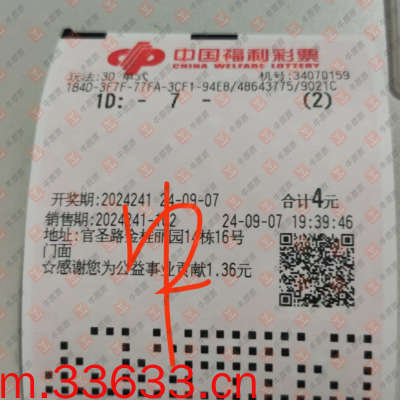 中国福利彩票
CHINA WELFARE LOTTERY
玩法:3D 单式 机号:34070159
184D-3F7F-77FA-3CF1-94E8/48643775/9021C
1D: - 7 - (2)
开奖期:2024241 24-09-07 合计4元
销售期:2024241-   2 24-09-07 19:39:46
地址:官圣路金桂丽园14栋16号
门面
☆感谢您为公益事业贡献1.36元
中
m.33633.cn